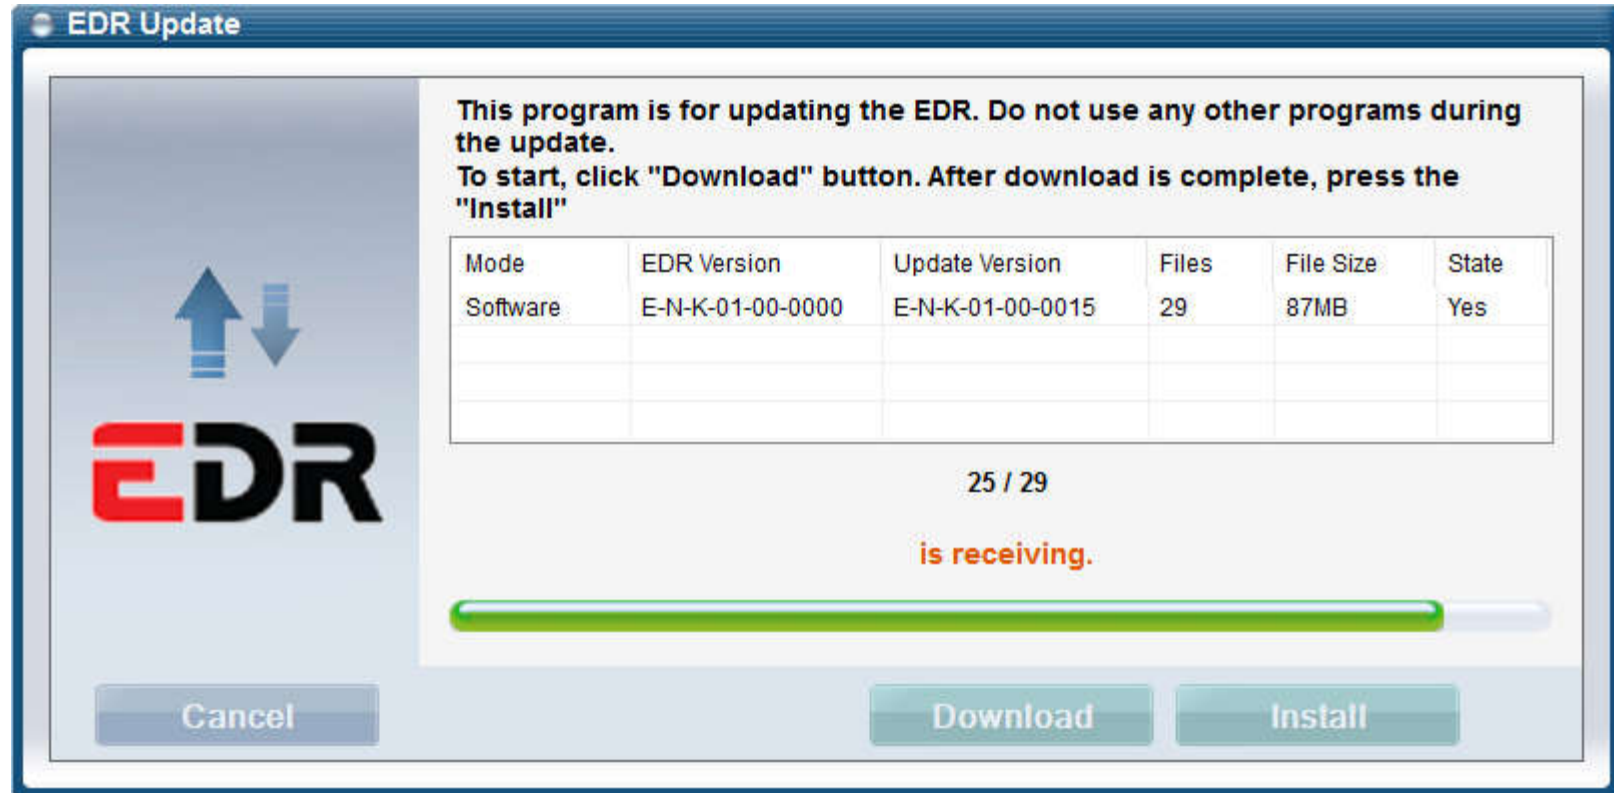 EDR Update
This program is for updating the EDR. Do not use any other programs during
the update.
To start, click "Download" button. After download is complete, press the
"Install"
Mode EDR Version Update Version Files File Size State
Software E-N-K-01-00-0000 E-N-K-01-00-0015 29 87MB Yes
EDR
25 / 29
is receiving.
Cancel Download Install